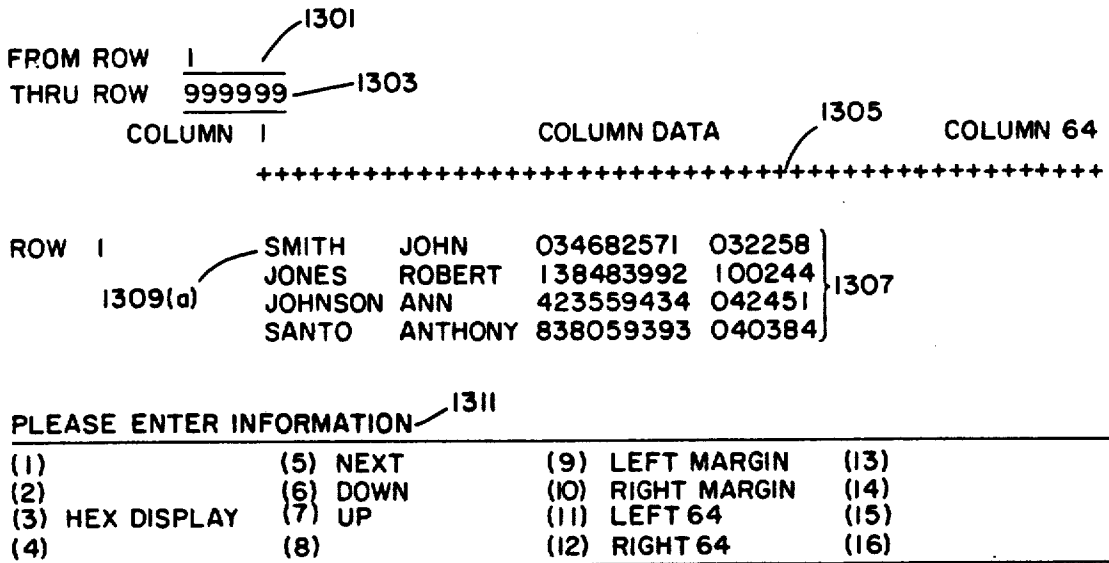 1301
FROM ROW 1
THRU ROW 999999 1303
1305
COLUMN 1 COLUMN DATA COLUMN 64
++++++++++++++++++++++++++++++++++++++++++++++++
ROW 1 SMITH JOHN 034682571 032258
JONES ROBERT 138483992 100244
1309(a) JOHNSON ANN 423559434 042451 1307
SANTO ANTHONY 838059393 040384
PLEASE ENTER INFORMATION 1311
(1) (5) NEXT (9) LEFT MARGIN (13)
(2) (6) DOWN (10) RIGHT MARGIN (14)
(3) HEX DISPLAY (7) UP (11) LEFT 64 (15)
(4) (8) (12) RIGHT 64 (16)